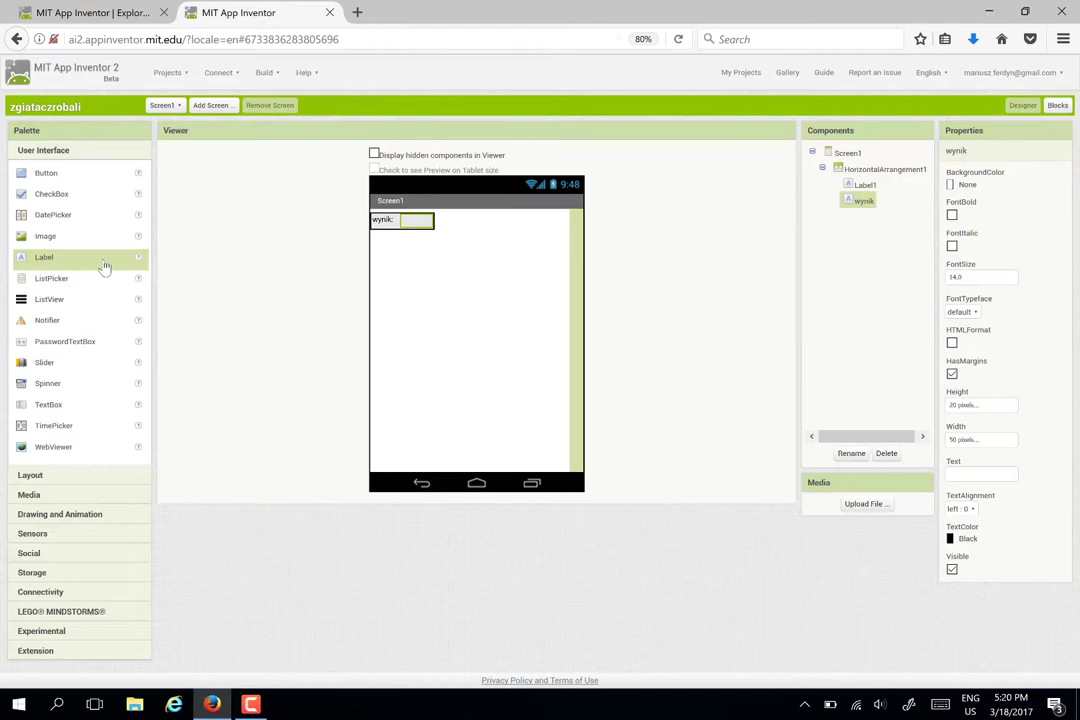 MIT App Inventor | Explor...
MIT App Inventor
ai2.appinventor.mit.edu/?locale=en#6733836283805696
80%
Search
MIT App Inventor 2
Beta
Projects
Connect
Build
Help
My Projects
Gallery
Guide
Report an Issue
English
mariusz.ferdyn@gmail.com
zgiataczrobali
Screen1
Add Screen ...
Remove Screen
Designer
Blocks
Palette
User Interface
Button
CheckBox
DatePicker
Image
Label
ListPicker
ListView
Notifier
PasswordTextBox
Slider
Spinner
TextBox
TimePicker
WebViewer
Layout
Media
Drawing and Animation
Sensors
Social
Storage
Connectivity
LEGO® MINDSTORMS®
Experimental
Extension
Viewer
Display hidden components in Viewer
Check to see Preview on Tablet size.
9:48
Screen1
wynik:
Components
Screen1
HorizontalArrangement1
Label1
wynik
Rename
Delete
Media
Upload File ...
Properties
wynik
BackgroundColor
None
FontBold
FontItalic
FontSize
14.0
FontTypeface
default
HTMLFormat
HasMargins
Height
20 pixels...
Width
50 pixels...
Text
TextAlignment
left : 0
TextColor
Black
Visible
Privacy Policy and Terms of Use
ENG
US
5:20 PM
3/18/2017
3